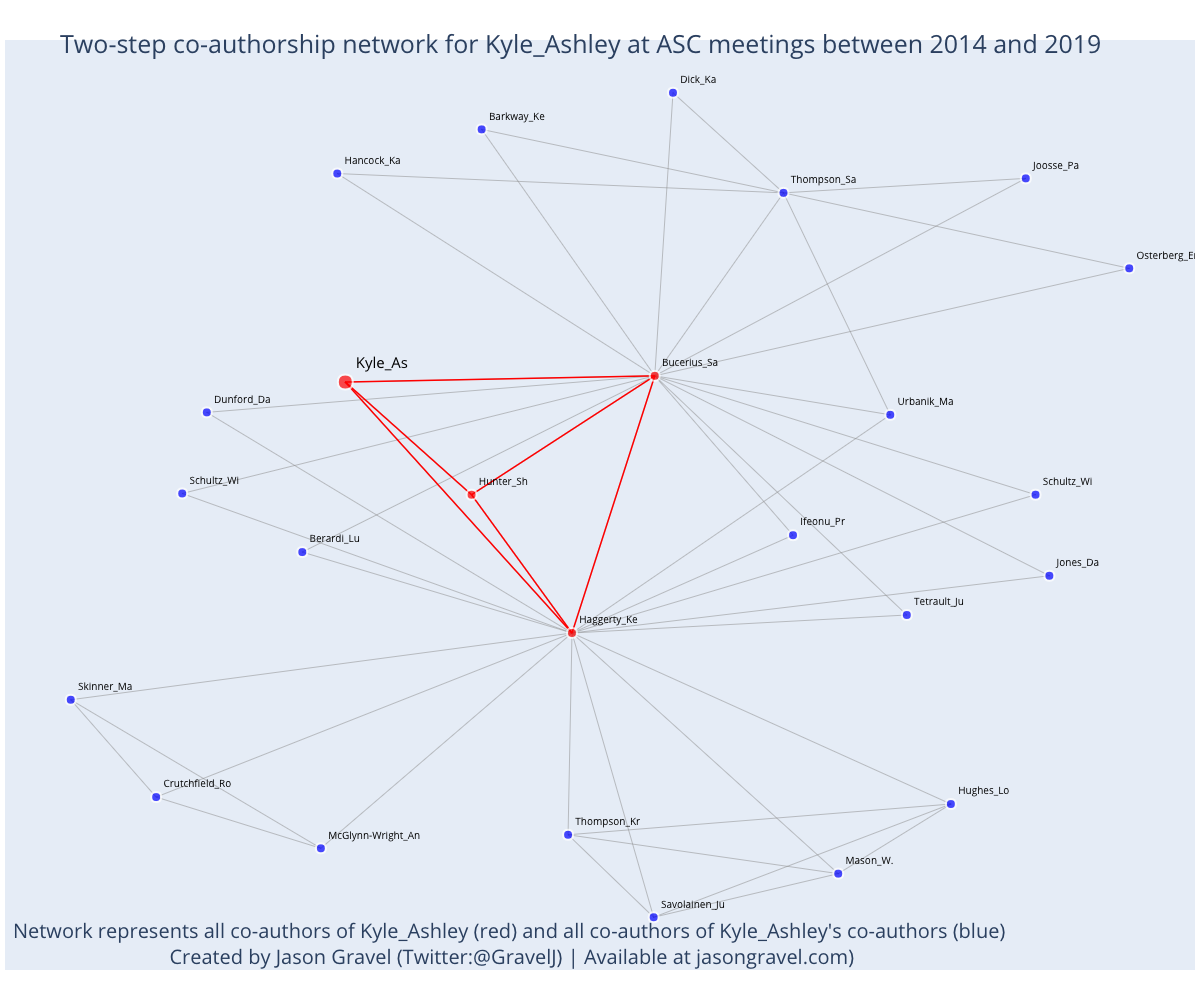 Two-step co-authorship network for Kyle_Ashley at ASC meetings between 2014 and 2019
Dick_Ka
Barkway_Ke
Hancock_Ka
Joosse_Pa
Thompson_Sa
Kyle_As
Bucerius_Sa
Dunford_Da
Urbanik_Ma
Schultz_Wi
Hunter_Sh
Schultz_Wi
Ifeonu_Pr
Berardi_Lu
Jones_Da
Tetrault_Ju
Haggerty_Ke
Skinner_Ma
Crutchfield_Ro
Hughes_Lo
Thompson_Kr
McGlynn-Wright_An
Mason_W.
Savolainen_Ju
Network represents all co-authors of Kyle_Ashley (red) and all co-authors of Kyle_Ashley's co-authors (blue)
Created by Jason Gravel (Twitter:@GravelJ) | Available at jasongravel.com)